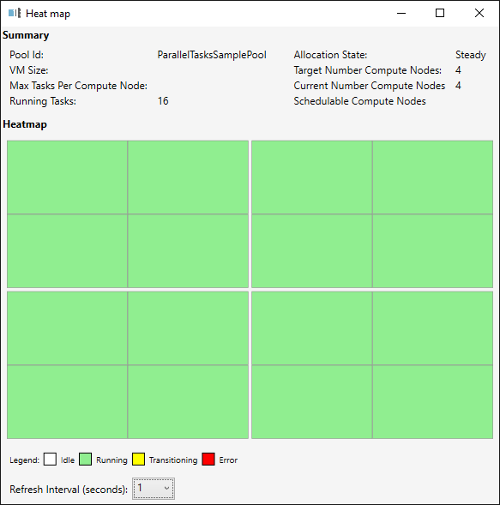 Heat map
Summary
Pool Id: ParallelTasksSamplePool Allocation State: Steady
VM Size: Target Number Compute Nodes: 4
Max Tasks Per Compute Node: Current Number Compute Nodes 4
Running Tasks: 16 Schedulable Compute Nodes
Heatmap
Legend: Idle Running Transitioning Error
Refresh Interval (seconds): 1